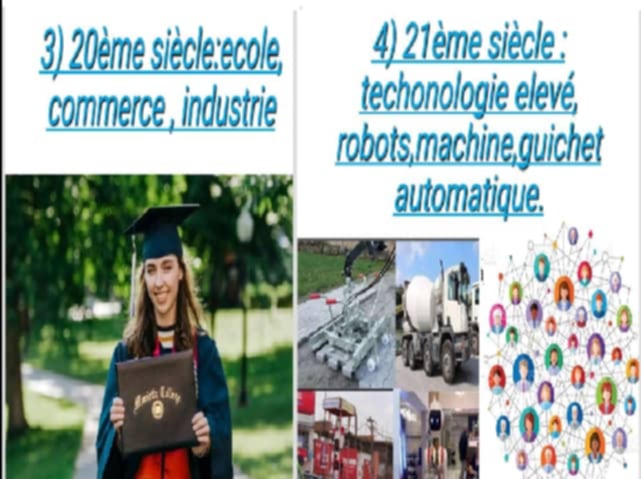 3) 20ème siècle:ecole,
commerce , industrie
4) 21ème siècle :
techonologie elevé,
robots,machine,guichet
automatique.